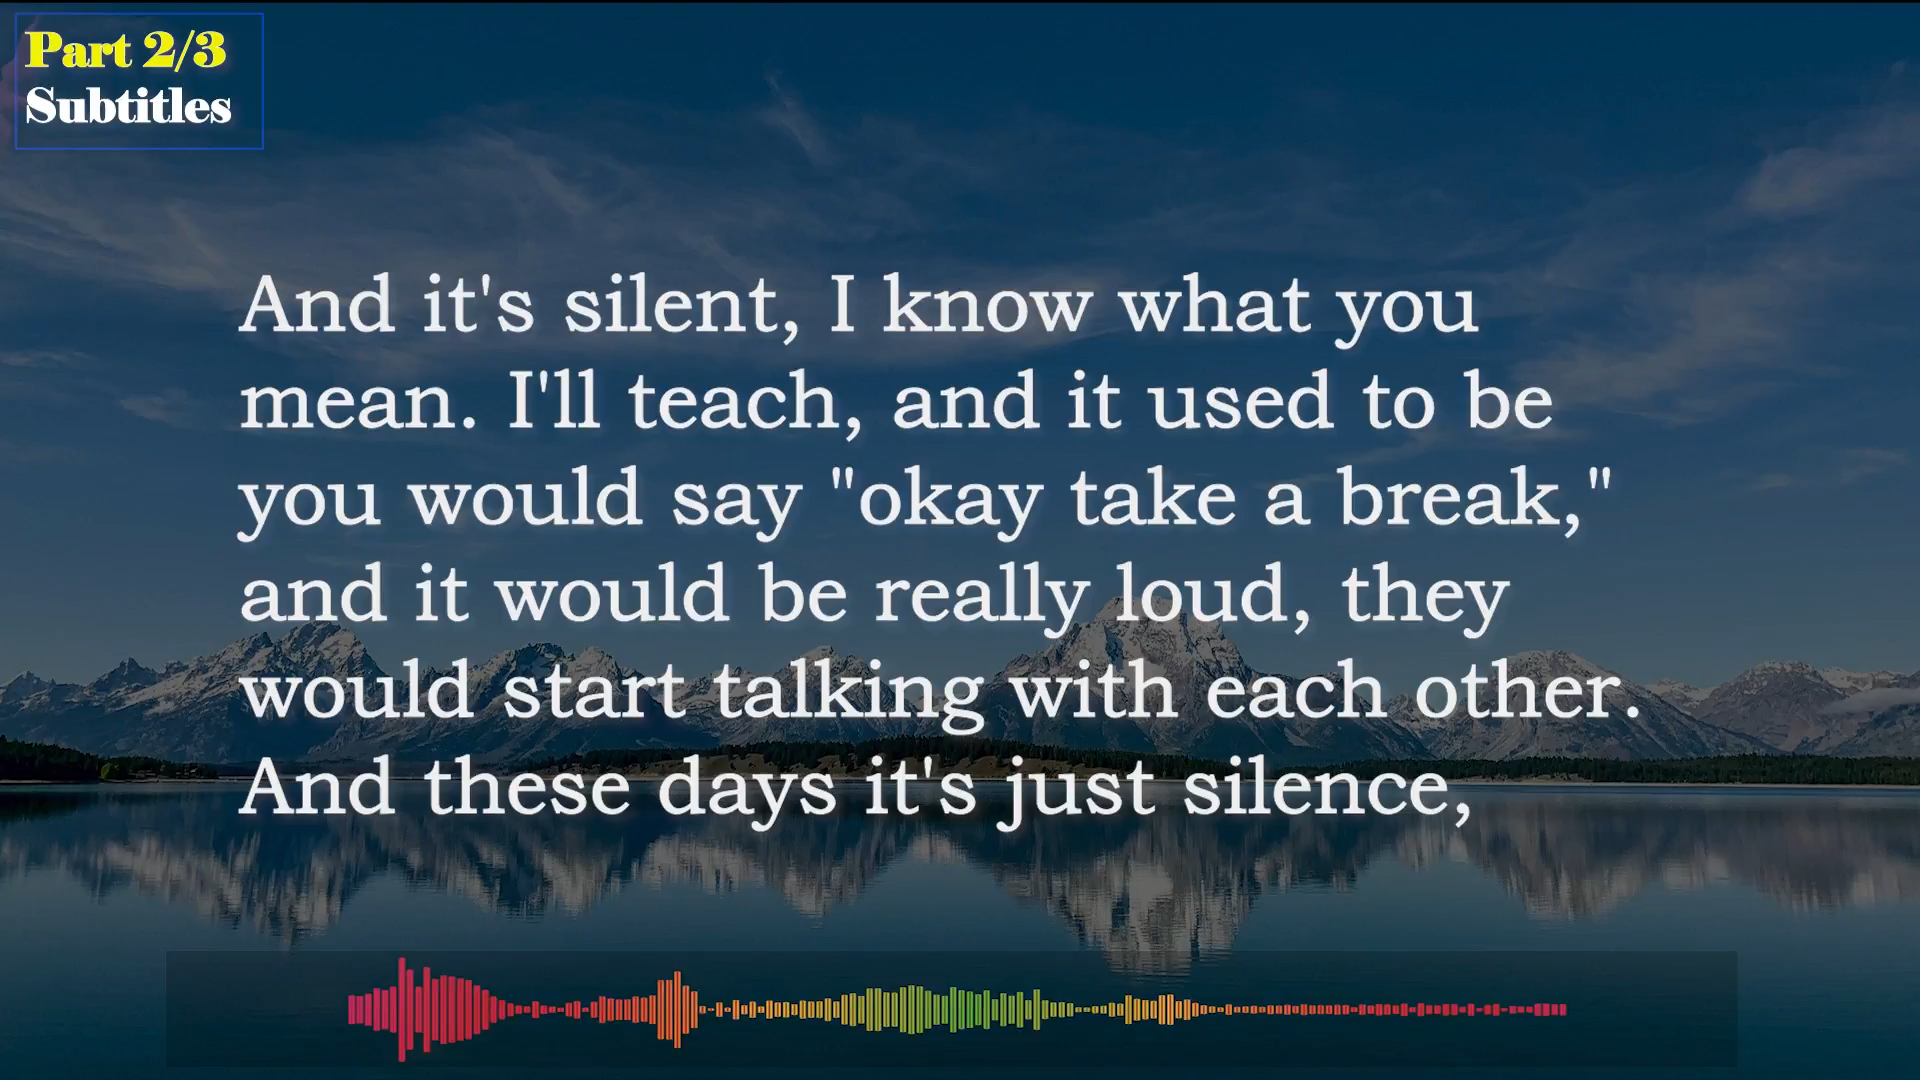 Part 2/3
Subtitles
And it's silent, I know what you
mean. I'll teach, and it used to be
you would say "okay take a break,"
and it would be really loud, they
would start talking with each other.
And these days it's just silence,